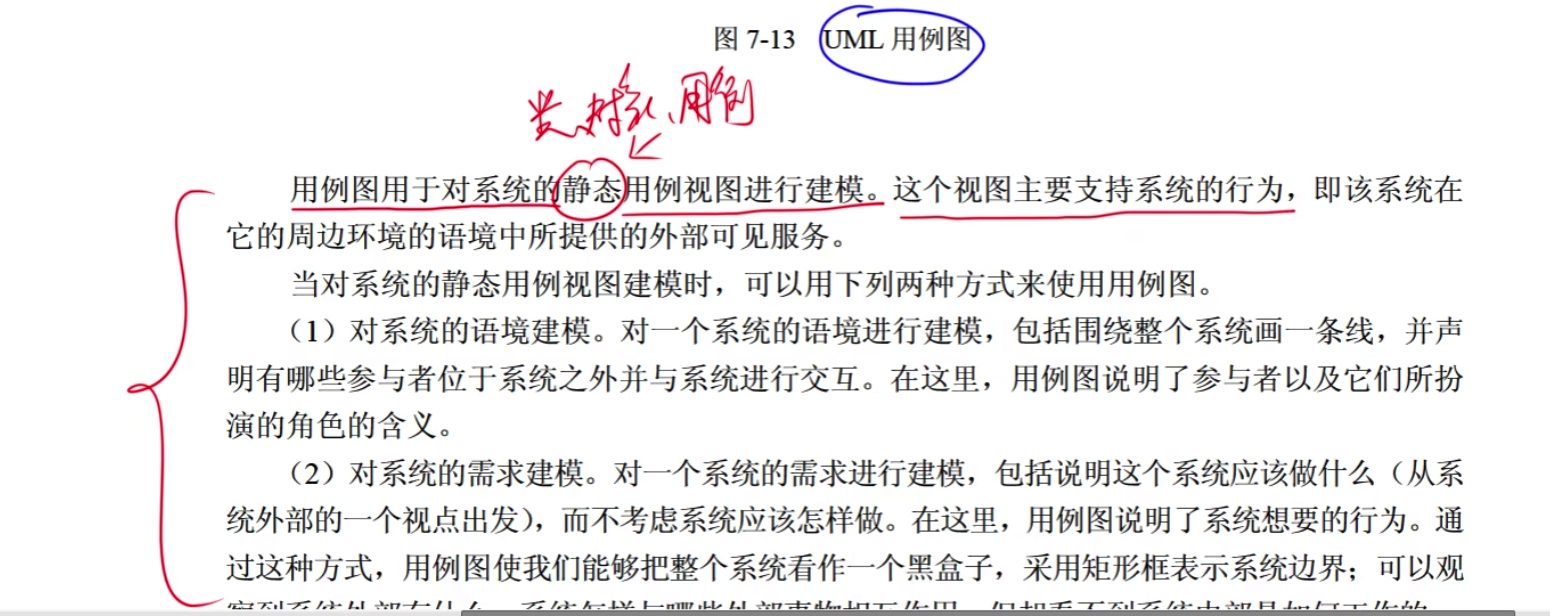 图 7-13 UML 用例图
类、对象、用例
用例图用于对系统的静态用例视图进行建模。这个视图主要支持系统的行为，即该系统在
它的周边环境的语境中所提供的外部可见服务。
当对系统的静态用例视图建模时，可以用下列两种方式来使用用例图。
（1）对系统的语境建模。对一个系统的语境进行建模，包括围绕整个系统画一条线，并声
明有哪些参与者位于系统之外并与系统进行交互。在这里，用例图说明了参与者以及它们所扮
演的角色的含义。
（2）对系统的需求建模。对一个系统的需求进行建模，包括说明这个系统应该做什么（从系
统外部的一个视点出发），而不考虑系统应该怎样做。在这里，用例图说明了系统想要的行为。通
过这种方式，用例图使我们能够把整个系统看作一个黑盒子，采用矩形框表示系统边界；可以观